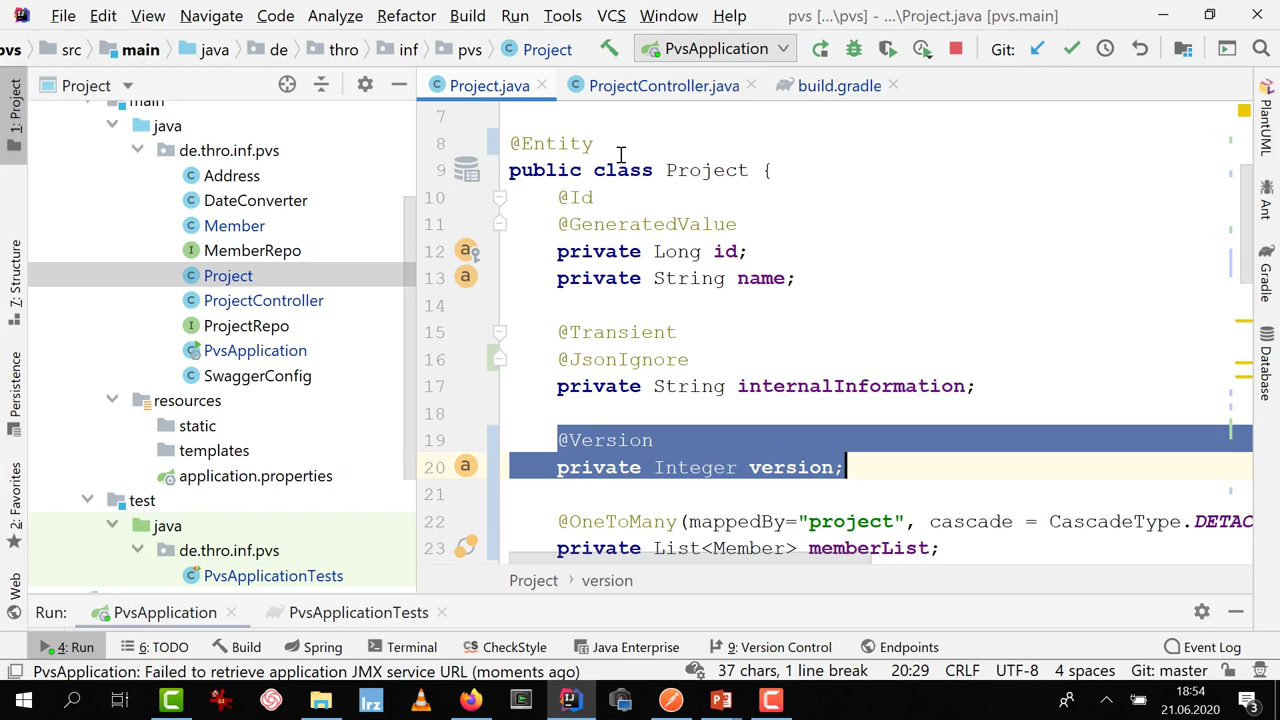 File Edit View Navigate Code Analyze Refactor Build Run Tools VCS Window Help pvs [...\pvs] - ...\Project.java [pvs.main]
pvs src main java de thro inf pvs Project PvsApplication Git:
Project
Project.java ProjectController.java build.gradle
1: Project
7: Structure
Persistence
2: Favorites
Web
main
java
de.thro.inf.pvs
Address
DateConverter
Member
MemberRepo
Project
ProjectController
ProjectRepo
PvsApplication
SwaggerConfig
resources
static
templates
application.properties
test
java
de.thro.inf.pvs
PvsApplicationTests
7
8 @Entity
9 public class Project {
10 @Id
11 @GeneratedValue
12 private Long id;
13 private String name;
14
15 @Transient
16 @JsonIgnore
17 private String internalInformation;
18
19 @Version
20 private Integer version;
21
22 @OneToMany(mappedBy="project", cascade = CascadeType.DETAC
23 private List<Member> memberList;
Project › version
PlantUML
Ant
Gradle
Database
Run: PvsApplication PvsApplicationTests
4: Run 6: TODO Build Spring Terminal CheckStyle Java Enterprise 9: Version Control Endpoints Event Log
PvsApplication: Failed to retrieve application JMX service URL (moments ago) 37 chars, 1 line break 20:29 CRLF UTF-8 4 spaces Git: master
lrz
18:54
21.06.2020
3